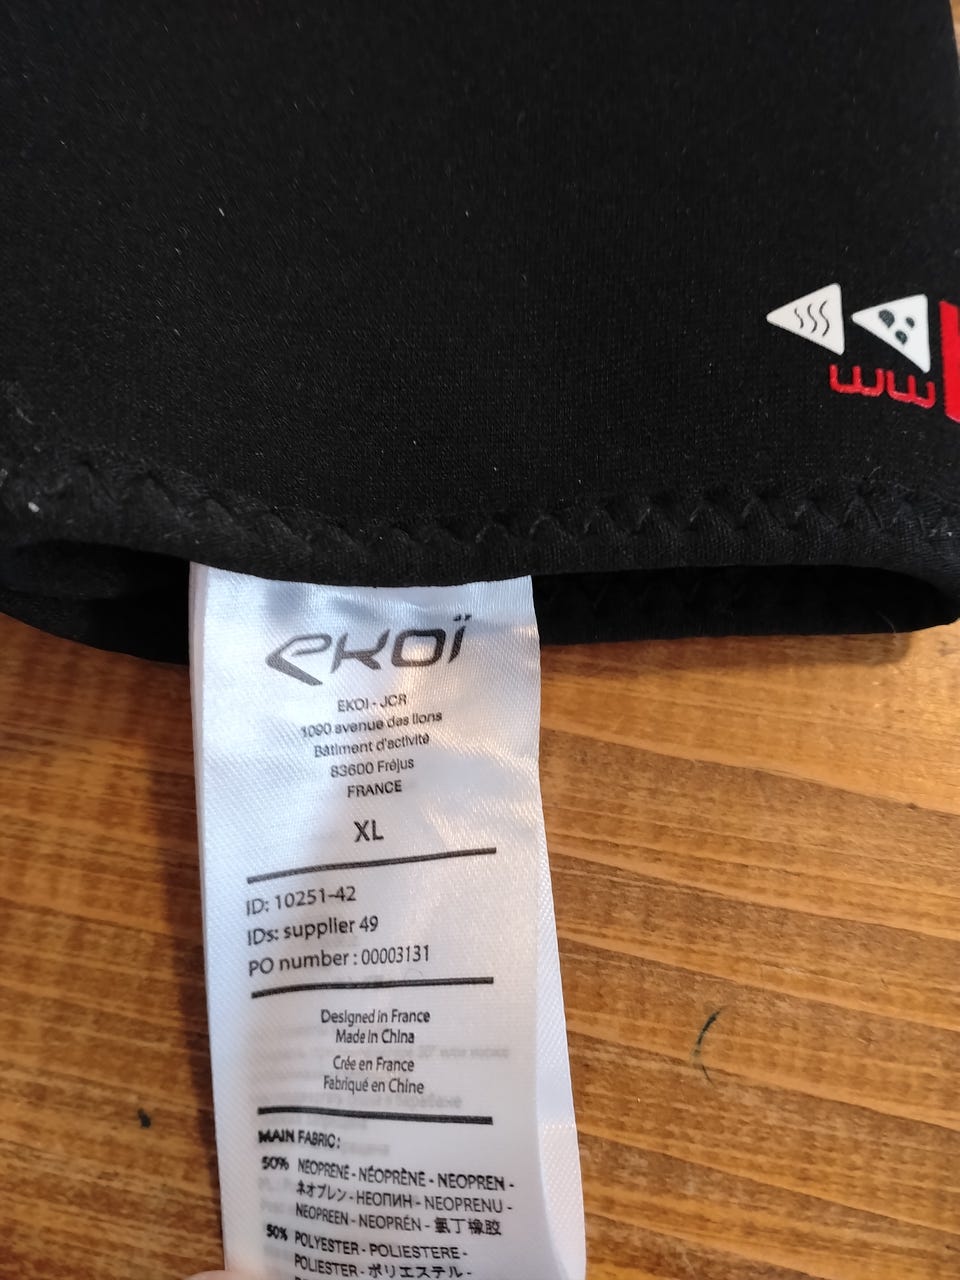 mm
eKOï
EKOI - JCR
1090 avenue des lions
Bâtiment d'activité
83600 Fréjus
FRANCE
XL
ID: 10251-42
IDs: supplier 49
PO number : 00003131
Designed in France
Made in China
Crée en France
Fabriqué en Chine
MAIN FABRIC:
50% NEOPRENE - NÉOPRÈNE - NEOPREN -
ネオプレン - НЕОПИН - NEOPRENU -
NEOPREEN - NEOPRÉN - 氯丁橡胶
50% POLYESTER - POLIESTERE -
POLIESTER - ポリエステル -